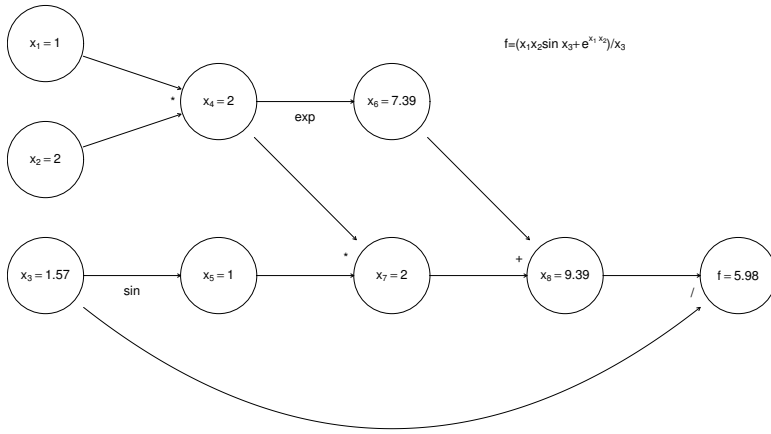 x₁ = 1
f=(x₁x₂sin x₃+e^{x₁ x₂})/x₃
*
x₄ = 2
x₆ = 7.39
exp
x₂ = 2
*
+
x₃ = 1.57
x₅ = 1
x₇ = 2
x₈ = 9.39
f = 5.98
sin
/